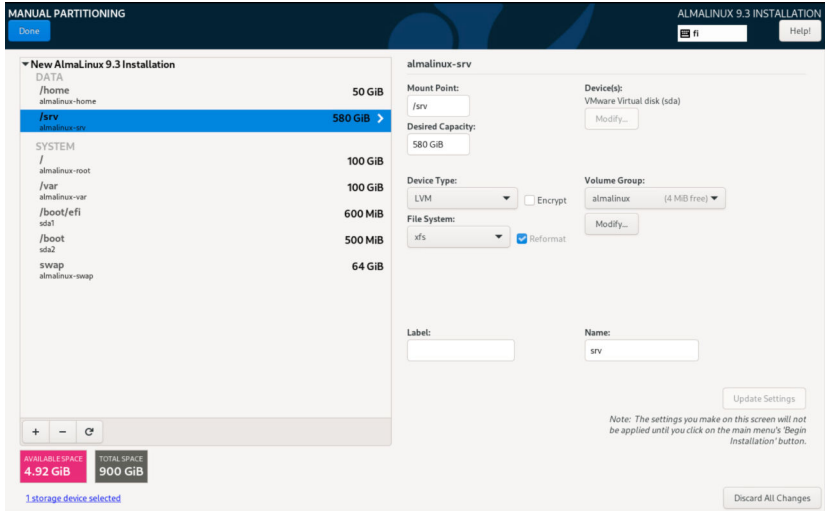 MANUAL PARTITIONING
ALMALINUX 9.3 INSTALLATION
Done
fi
Help!
New AlmaLinux 9.3 Installation
DATA
/home
50 GiB
almalinux-home
/srv
580 GiB
almalinux-srv
SYSTEM
/
100 GiB
almalinux-root
/var
100 GiB
almalinux-var
/boot/efi
600 MiB
sda1
/boot
500 MiB
sda2
swap
64 GiB
almalinux-swap
+ −
AVAILABLE SPACE
4.92 GiB
TOTAL SPACE
900 GiB
1 storage device selected
almalinux-srv
Mount Point:
/srv
Desired Capacity:
580 GiB
Device(s):
VMware Virtual disk (sda)
Modify...
Device Type:
LVM
Encrypt
File System:
xfs
Reformat
Volume Group:
almalinux (4 MiB free)
Modify...
Label:
Name:
srv
Update Settings
Note: The settings you make on this screen will not
be applied until you click on the main menu's 'Begin
Installation' button.
Discard All Changes